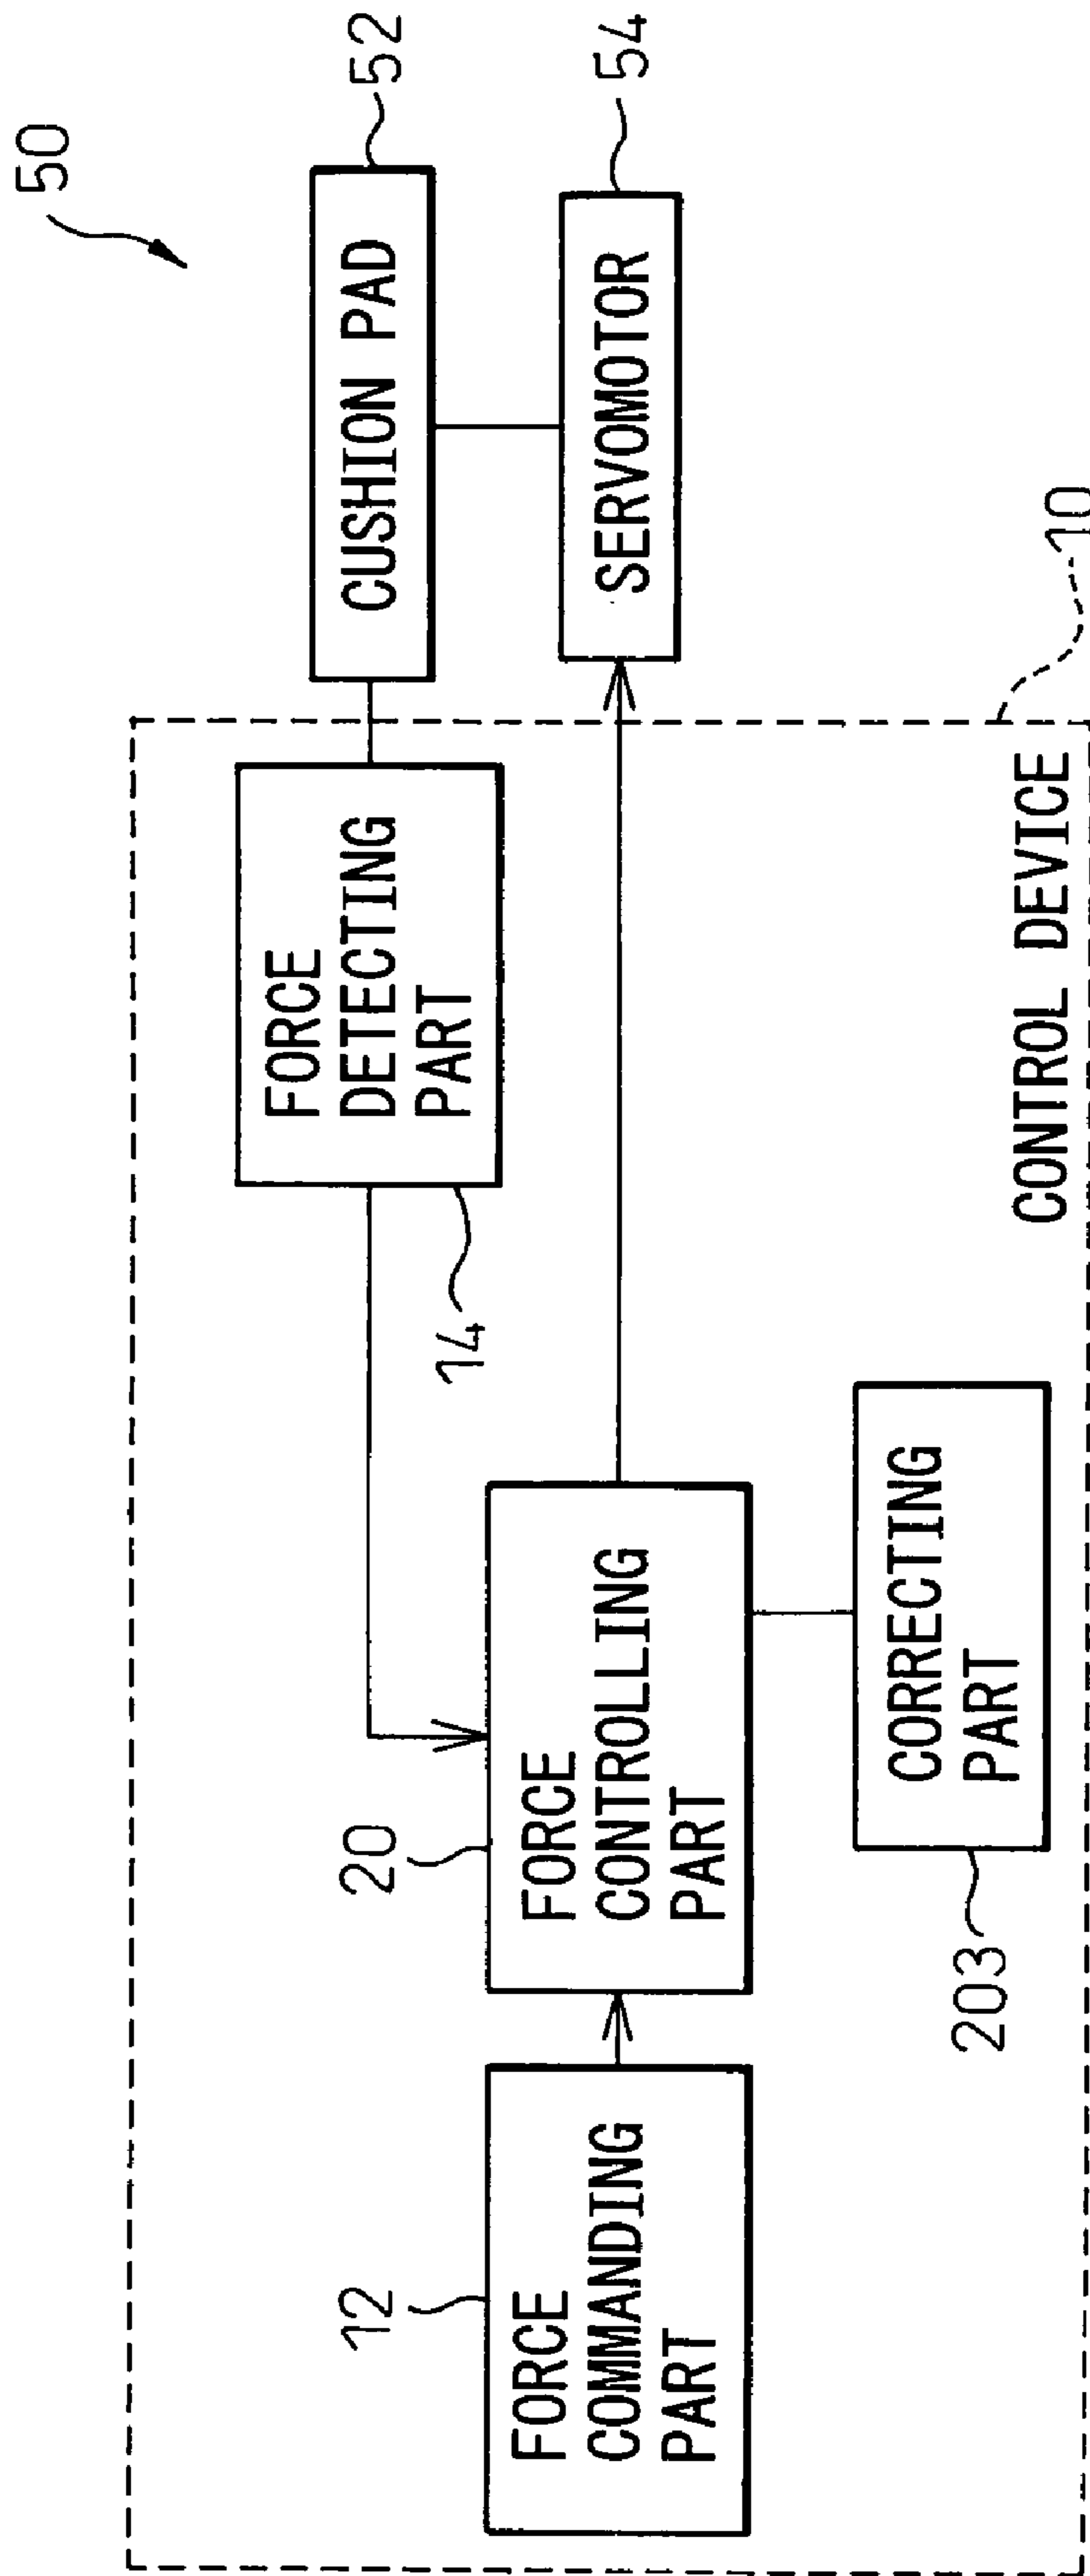 50
CUSHION PAD
52
SERVOMOTOR
54
FORCE
DETECTING
PART
14
20
FORCE
CONTROLLING
PART
12
FORCE
COMMANDING
PART
CORRECTING
PART
203
CONTROL DEVICE
10